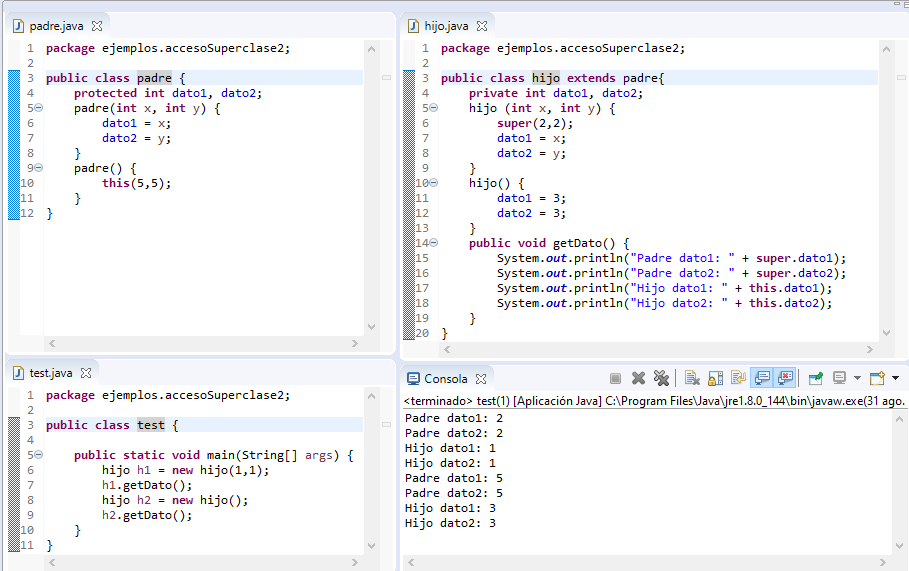 padre.java
1 package ejemplos.accesoSuperclase2;
2
3 public class padre {
4     protected int dato1, dato2;
5     padre(int x, int y) {
6         dato1 = x;
7         dato2 = y;
8     }
9     padre() {
10         this(5,5);
11     }
12 }
hijo.java
1 package ejemplos.accesoSuperclase2;
2
3 public class hijo extends padre{
4     private int dato1, dato2;
5     hijo (int x, int y) {
6         super(2,2);
7         dato1 = x;
8         dato2 = y;
9     }
10     hijo() {
11         dato1 = 3;
12         dato2 = 3;
13     }
14     public void getDato() {
15         System.out.println("Padre dato1: " + super.dato1);
16         System.out.println("Padre dato2: " + super.dato2);
17         System.out.println("Hijo dato1: " + this.dato1);
18         System.out.println("Hijo dato2: " + this.dato2);
19     }
20 }
test.java
1 package ejemplos.accesoSuperclase2;
2
3 public class test {
4
5     public static void main(String[] args) {
6         hijo h1 = new hijo(1,1);
7         h1.getDato();
8         hijo h2 = new hijo();
9         h2.getDato();
10     }
11 }
Consola
<terminado> test(1) [Aplicación Java] C:\Program Files\Java\jre1.8.0_144\bin\javaw.exe(31 ago.
Padre dato1: 2
Padre dato2: 2
Hijo dato1: 1
Hijo dato2: 1
Padre dato1: 5
Padre dato2: 5
Hijo dato1: 3
Hijo dato2: 3